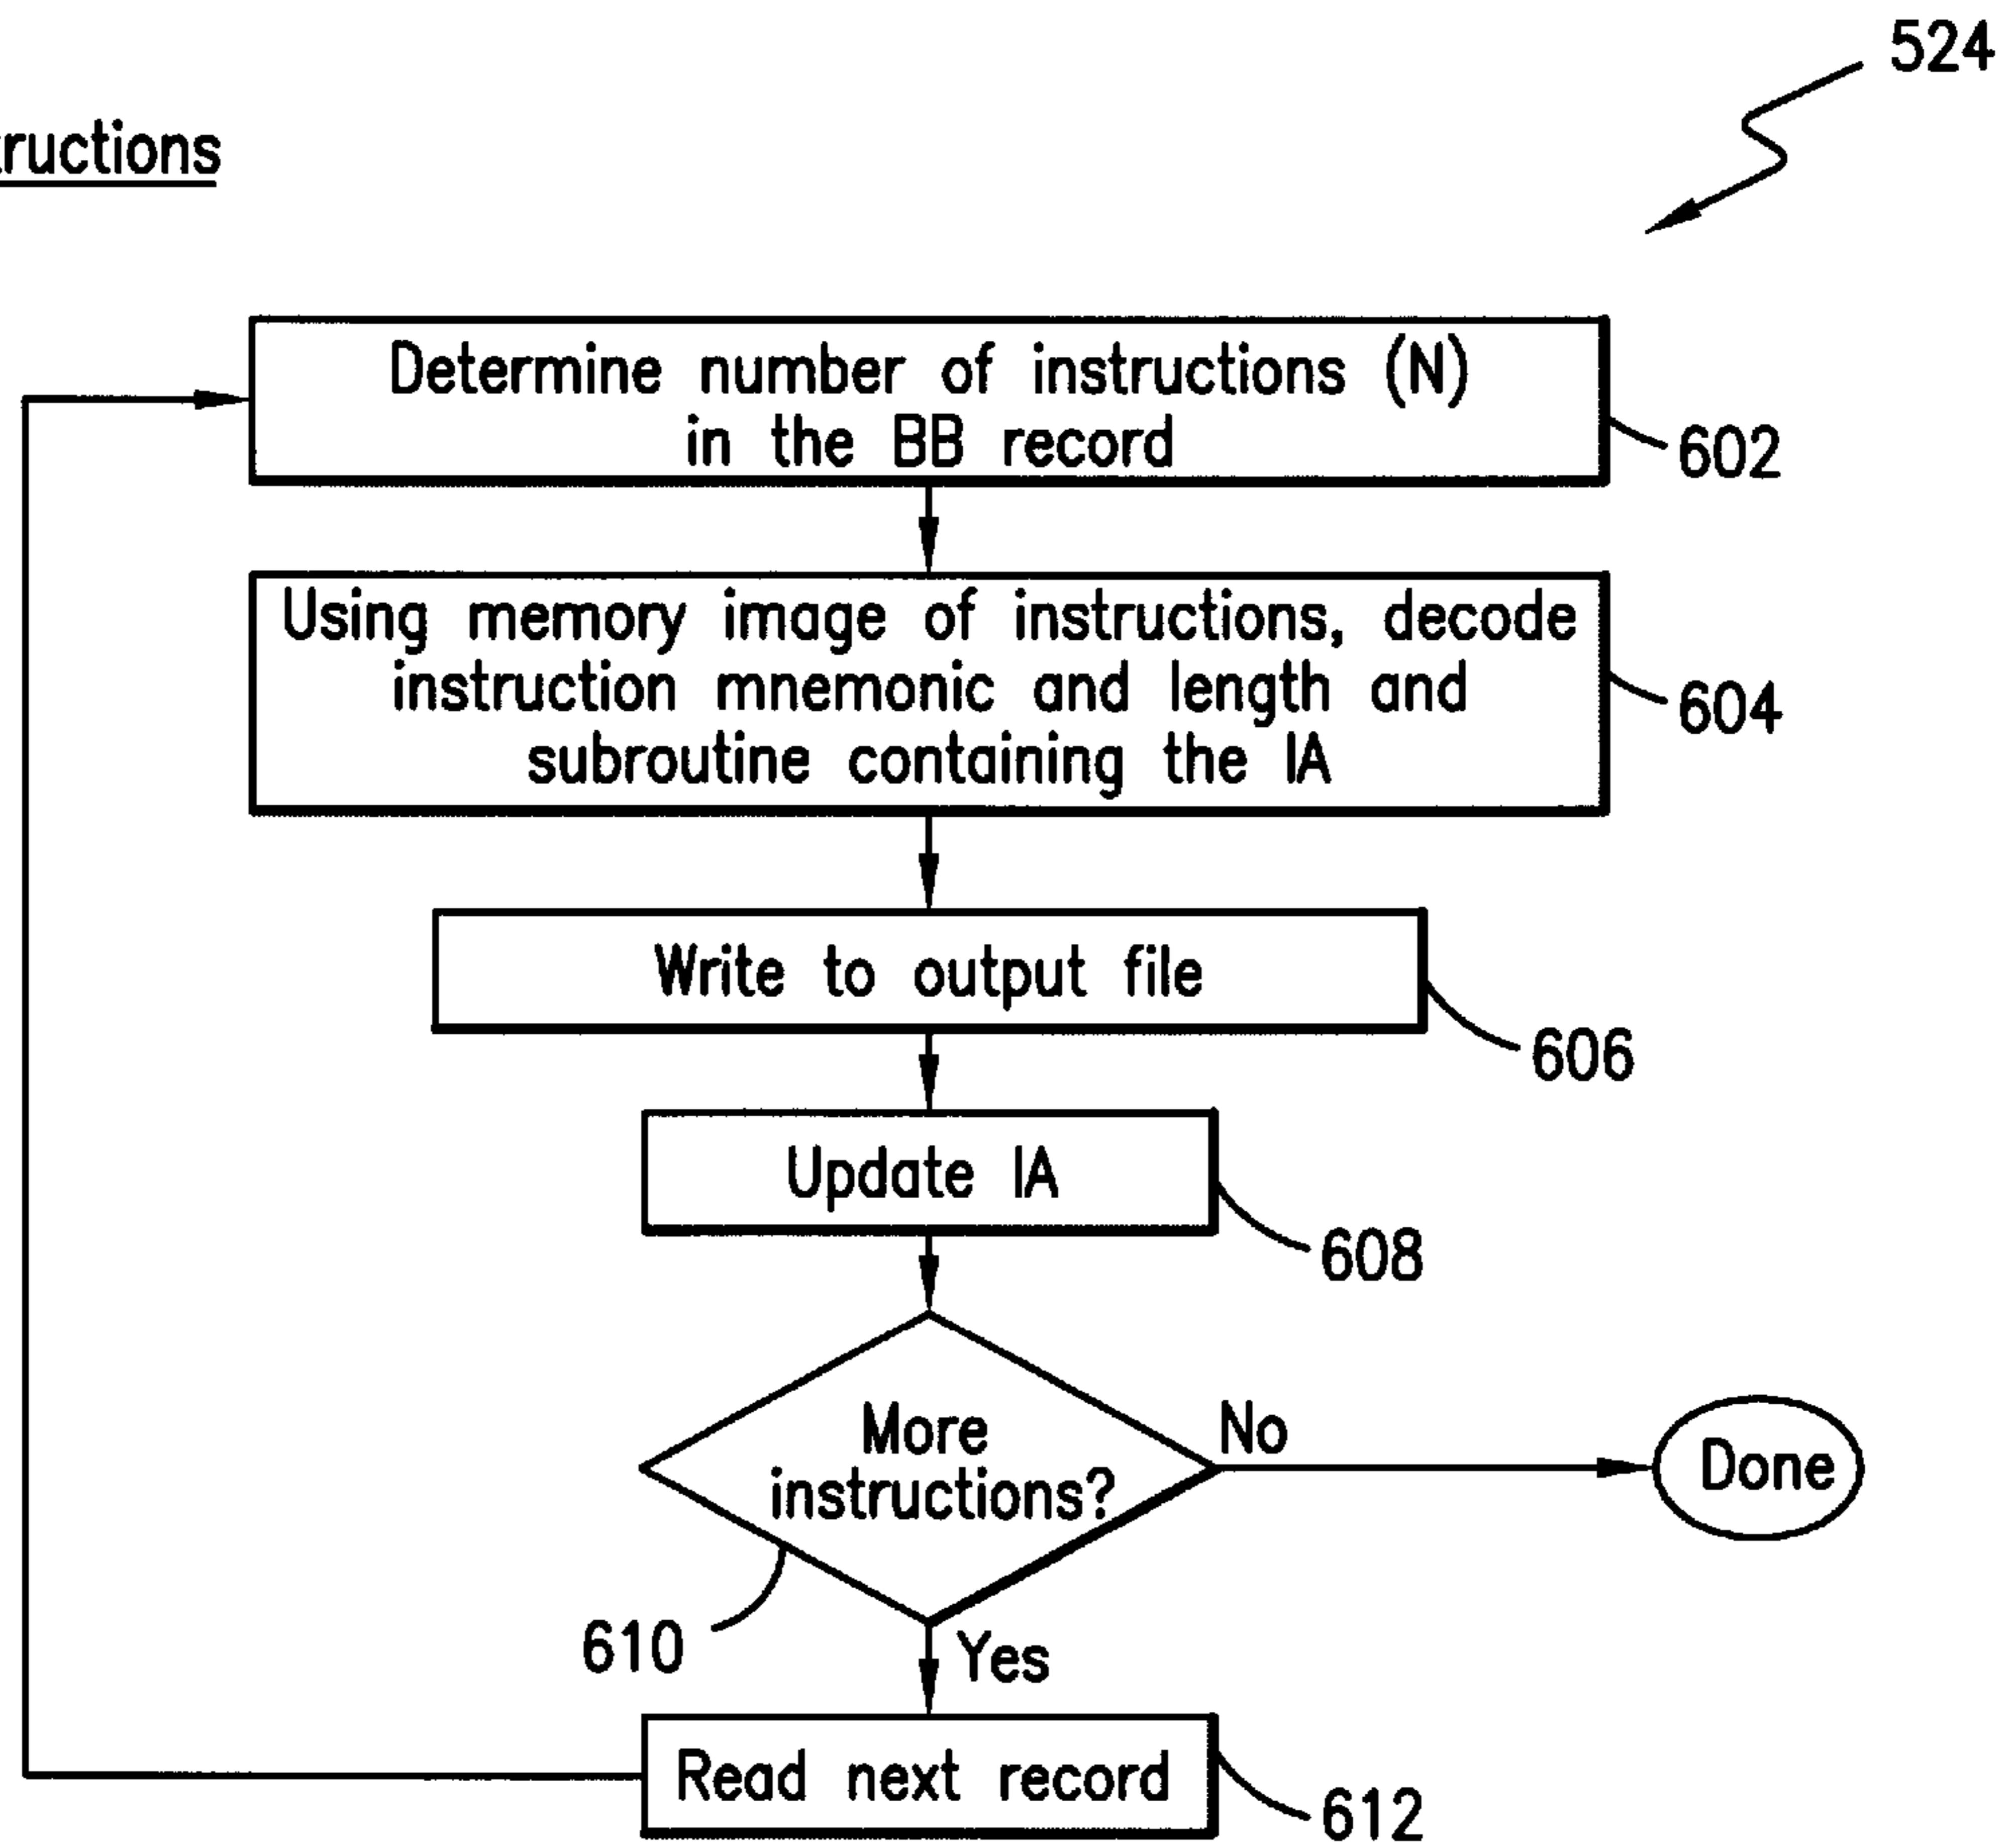 524
Determine number of instructions (N)
in the BB record
602
Using memory image of instructions, decode
instruction mnemonic and length and
subroutine containing the IA
604
Write to output file
606
Update IA
608
More
instructions?
No
Done
610
Yes
Read next record
612